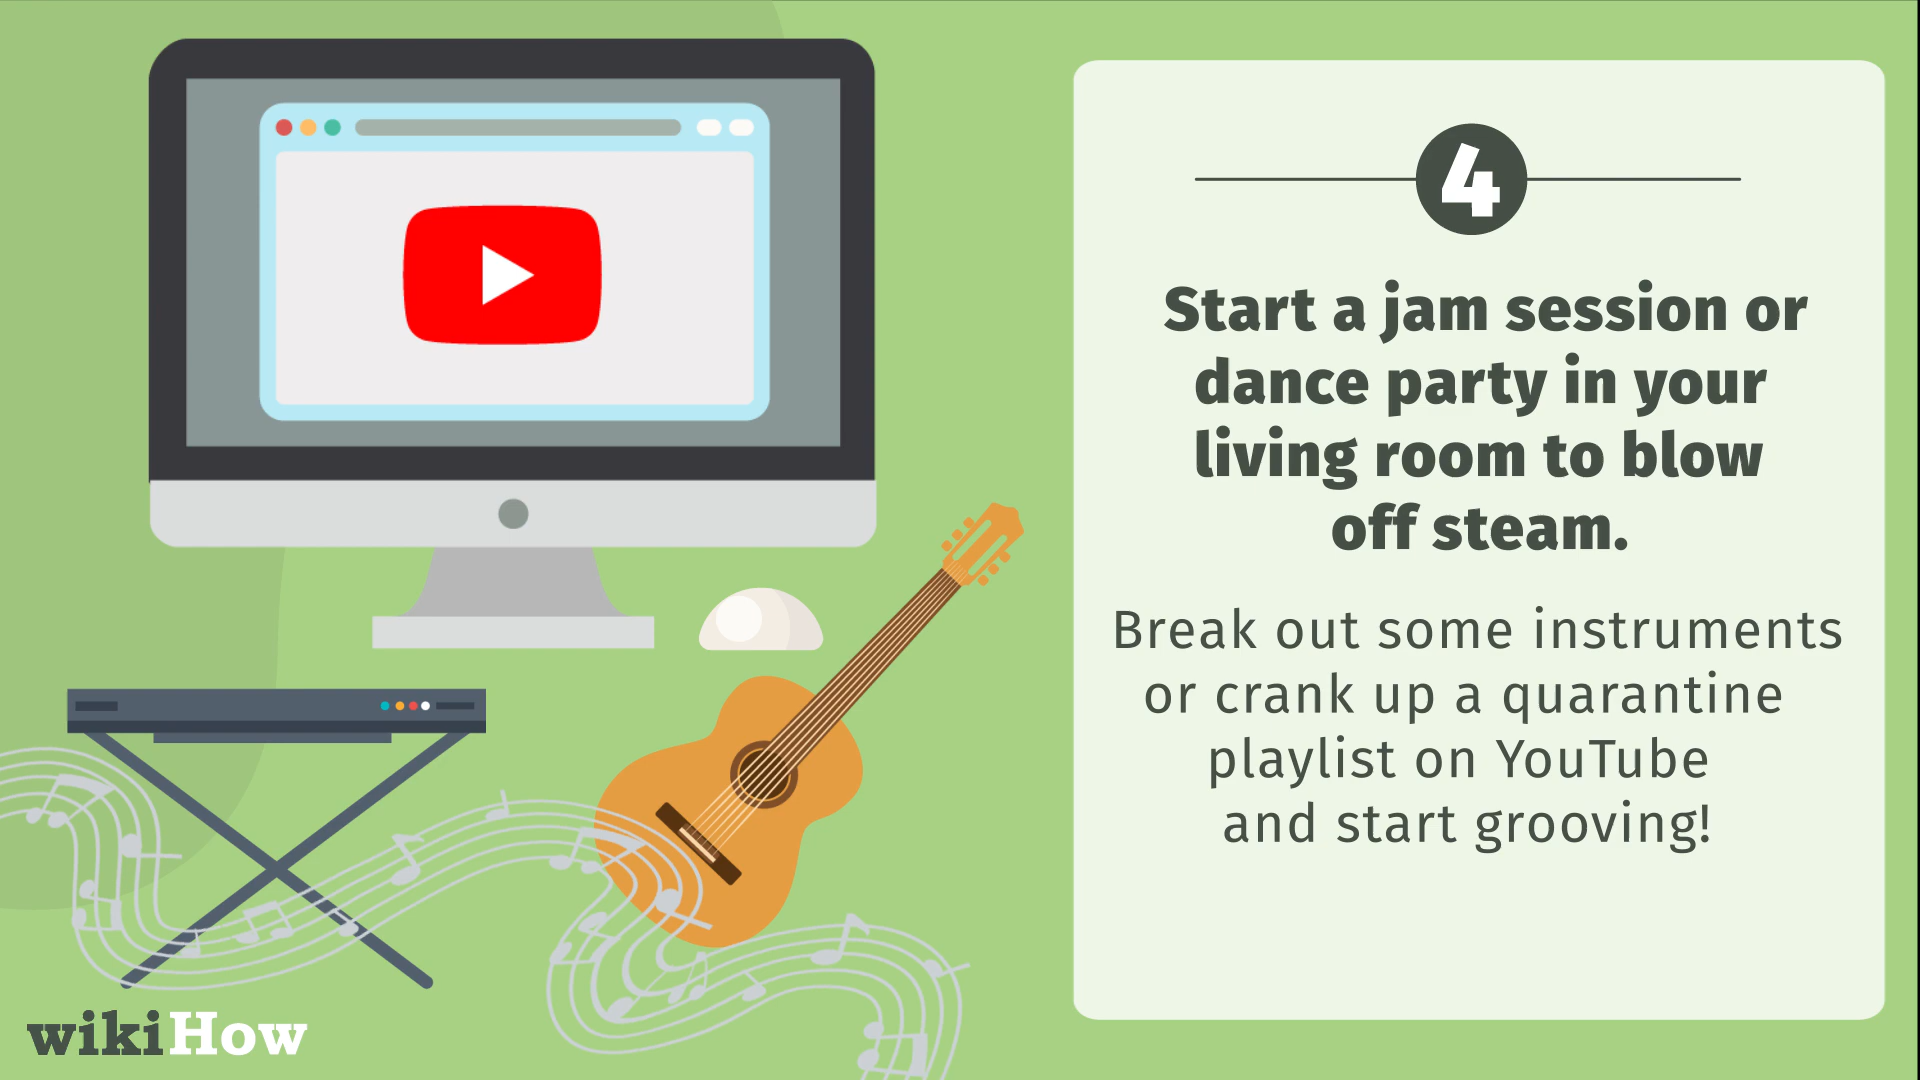 4
Start a jam session or
dance party in your
living room to blow
off steam.
Break out some instruments
or crank up a quarantine
playlist on YouTube
and start grooving!
wikiHow